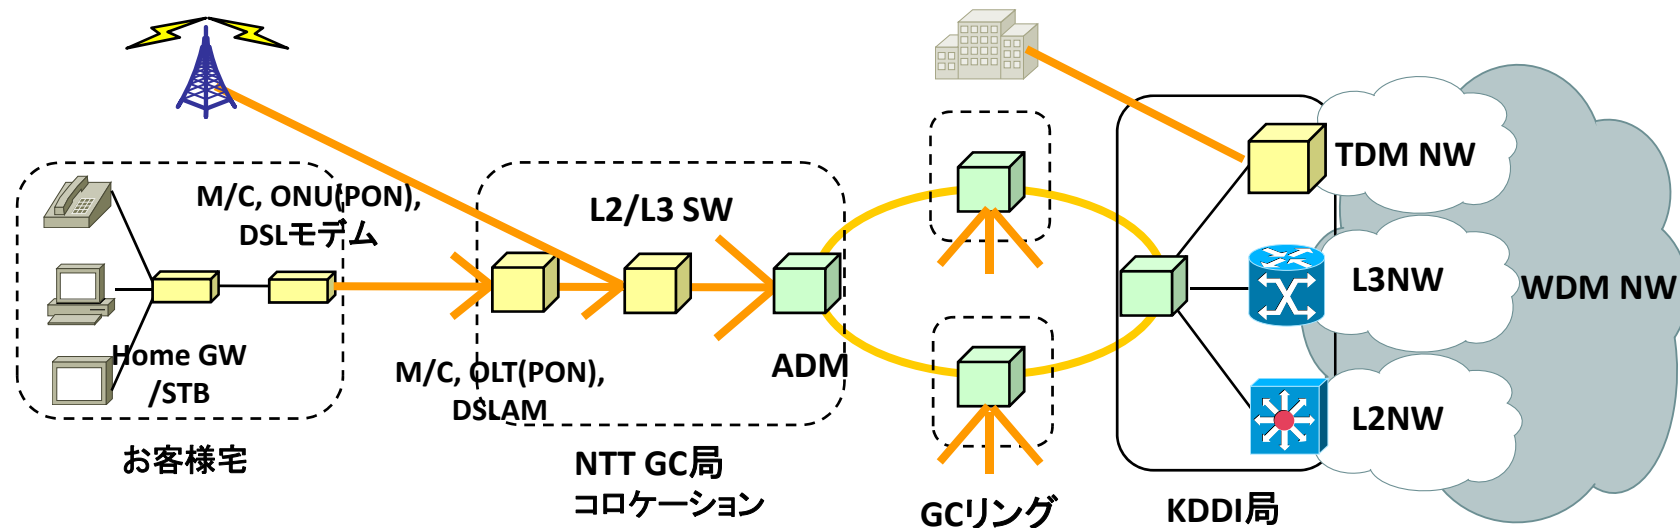 M/C, ONU(PON),
DSLモデム
Home GW
/STB
お客様宅
L2/L3 SW
M/C, OLT(PON),
DSLAM
ADM
NTT GC局
コロケーション
GCリング
KDDI局
TDM NW
L3NW
L2NW
WDM NW